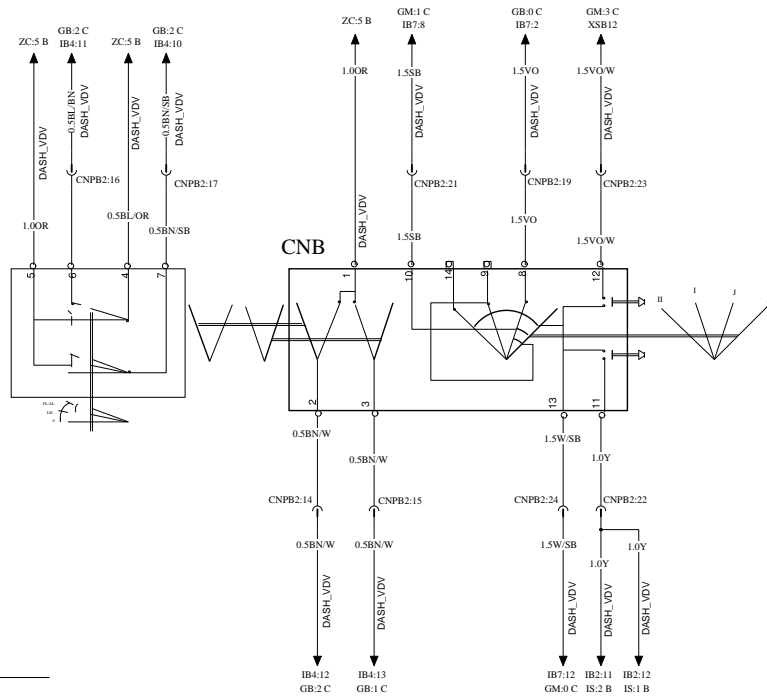 ZC:5 B
GB:2 C
IB4:11
ZC:5 B
GB:2 C
IB4:10
ZC:5 B
GM:1 C
IB7:8
GB:0 C
IB7:2
GM:3 C
XSB12
DASH_VDV
0.5BL/BN
DASH_VDV
DASH_VDV
0.5BN/SB
DASH_VDV
1.0OR
1.5SB
DASH_VDV
1.5VO
DASH_VDV
1.5VO/W
DASH_VDV
CNPB2:16
CNPB2:17
CNPB2:21
CNPB2:19
CNPB2:23
1.0OR
0.5BL/OR
0.5BN/SB
DASH_VDV
1.5SB
1.5VO
1.5VO/W
CNB
5
6
4
7
1
10
14
9
8
12
II
I
J
2
3
13
11
0.5BN/W
0.5BN/W
1.5W/SB
1.0Y
CNPB2:14
CNPB2:15
CNPB2:24
CNPB2:22
0.5BN/W
0.5BN/W
1.5W/SB
1.0Y
1.0Y
DASH_VDV
DASH_VDV
DASH_VDV
DASH_VDV
DASH_VDV
IB4:12
GB:2 C
IB4:13
GB:1 C
IB7:12
GM:0 C
IB2:11
IS:2 B
IB2:12
IS:1 B